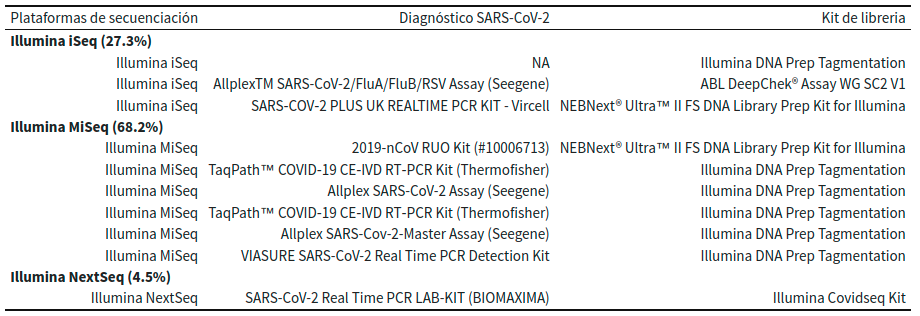 Plataformas de secuenciación Diagnóstico SARS-CoV-2 Kit de libreria
Illumina iSeq (27.3%)
Illumina iSeq NA Illumina DNA Prep Tagmentation
Illumina iSeq AllplexTM SARS-CoV-2/FluA/FluB/RSV Assay (Seegene) ABL DeepChek® Assay WG SC2 V1
Illumina iSeq SARS-COV-2 PLUS UK REALTIME PCR KIT - Vircell NEBNext® Ultra™ II FS DNA Library Prep Kit for Illumina
Illumina MiSeq (68.2%)
Illumina MiSeq 2019-nCoV RUO Kit (#10006713) NEBNext® Ultra™ II FS DNA Library Prep Kit for Illumina
Illumina MiSeq TaqPath™ COVID-19 CE-IVD RT-PCR Kit (Thermofisher) Illumina DNA Prep Tagmentation
Illumina MiSeq Allplex SARS-CoV-2 Assay (Seegene) Illumina DNA Prep Tagmentation
Illumina MiSeq TaqPath™ COVID-19 CE-IVD RT-PCR Kit (Thermofisher) Illumina DNA Prep Tagmentation
Illumina MiSeq Allplex SARS-Cov-2-Master Assay (Seegene) Illumina DNA Prep Tagmentation
Illumina MiSeq VIASURE SARS-CoV-2 Real Time PCR Detection Kit Illumina DNA Prep Tagmentation
Illumina NextSeq (4.5%)
Illumina NextSeq SARS-CoV-2 Real Time PCR LAB-KIT (BIOMAXIMA) Illumina Covidseq Kit